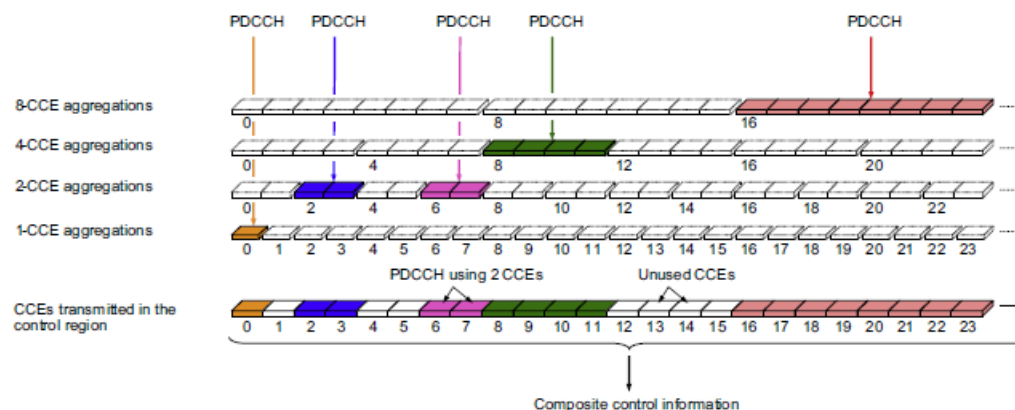 PDCCH PDCCH PDCCH PDCCH PDCCH
8-CCE aggregations
0 8 16
4-CCE aggregations
0 4 8 12 16 20
2-CCE aggregations
0 2 4 6 8 10 12 14 16 18 20 22
1-CCE aggregations
0 1 2 3 4 5 6 7 8 9 10 11 12 13 14 15 16 17 18 19 20 21 22 23
PDCCH using 2 CCEs Unused CCEs
CCEs transmitted in the
control region
0 1 2 3 4 5 6 7 8 9 10 11 12 13 14 15 16 17 18 19 20 21 22 23
Composite control information